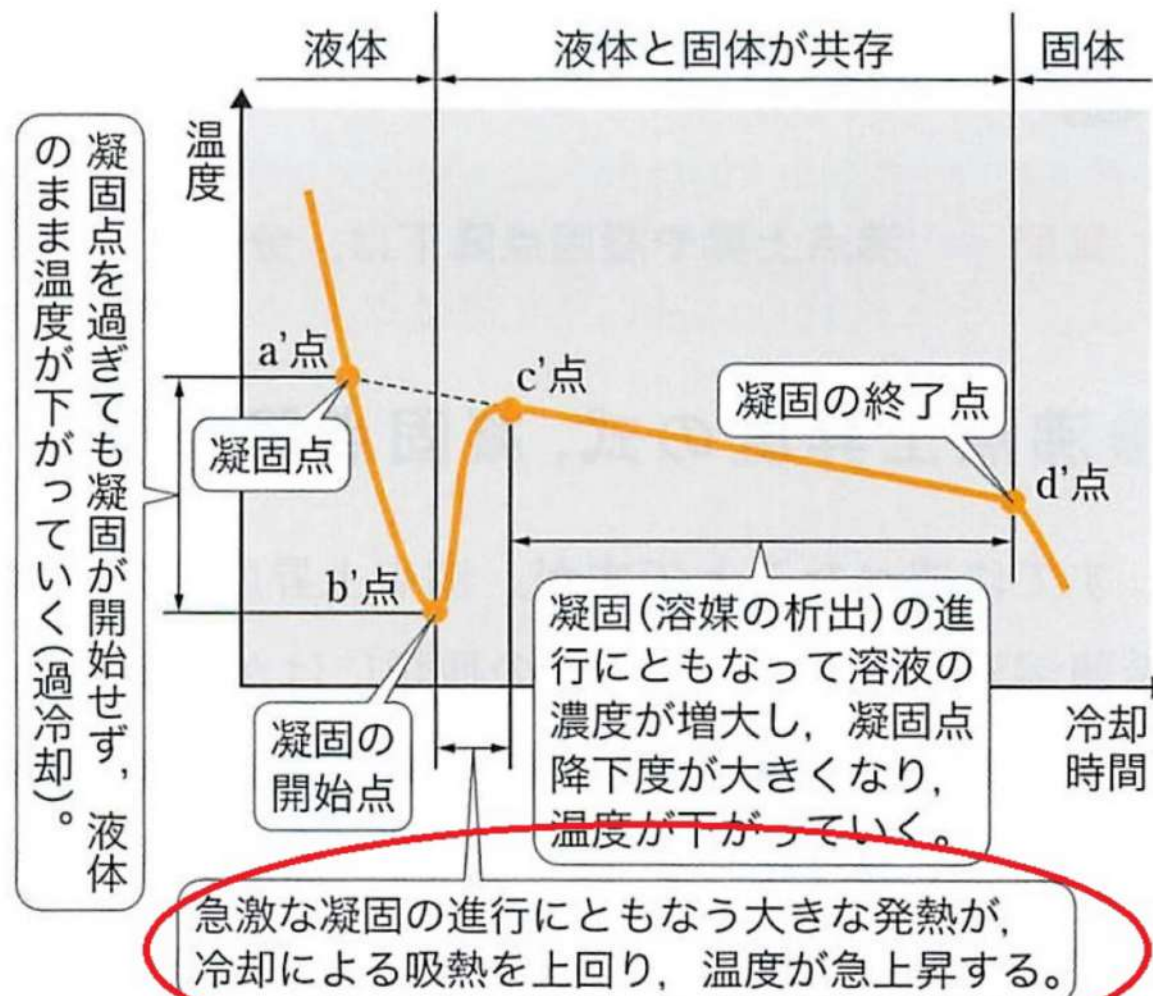 液体
液体と固体が共存
固体
凝固点を過ぎても凝固が開始せず，液体
のまま温度が下がっていく(過冷却)。
温度
a’点
凝固点
c’点
凝固の終了点
d’点
b’点
凝固の
開始点
凝固(溶媒の析出)の進
行にともなって溶液の
濃度が増大し，凝固点
降下度が大きくなり，
温度が下がっていく。
冷却
時間
急激な凝固の進行にともなう大きな発熱が，
冷却による吸熱を上回り，温度が急上昇する。